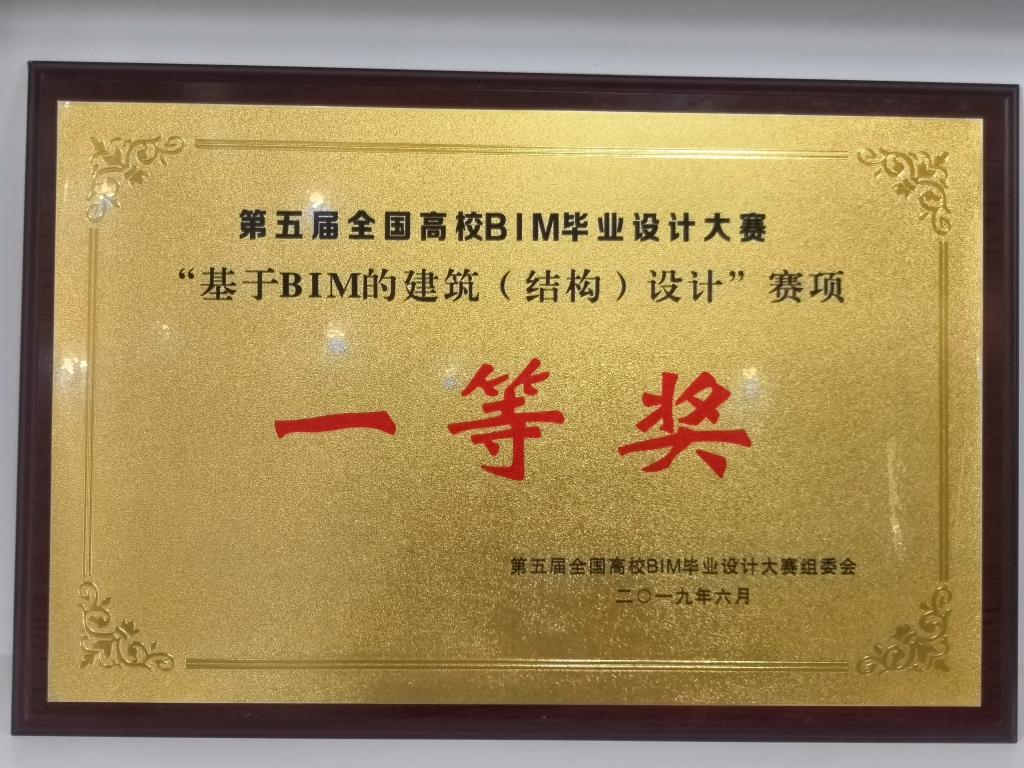 第五届全国高校BIM毕业设计大赛
“基于BIM的建筑（结构）设计”赛项
一等奖
第五届全国高校BIM毕业设计大赛组委会
二〇一九年六月